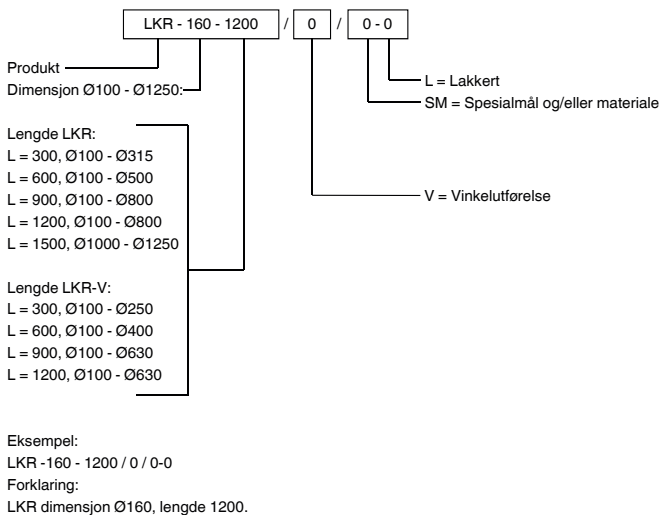 LKR - 160 - 1200 / 0 / 0 - 0
Produkt
Dimensjon Ø100 - Ø1250:
L = Lakkert
SM = Spesialmål og/eller materiale
Lengde LKR:
L = 300, Ø100 - Ø315
L = 600, Ø100 - Ø500
L = 900, Ø100 - Ø800
L = 1200, Ø100 - Ø800
L = 1500, Ø1000 - Ø1250
V = Vinkelutførelse
Lengde LKR-V:
L = 300, Ø100 - Ø250
L = 600, Ø100 - Ø400
L = 900, Ø100 - Ø630
L = 1200, Ø100 - Ø630
Eksempel:
LKR -160 - 1200 / 0 / 0-0
Forklaring:
LKR dimensjon Ø160, lengde 1200.